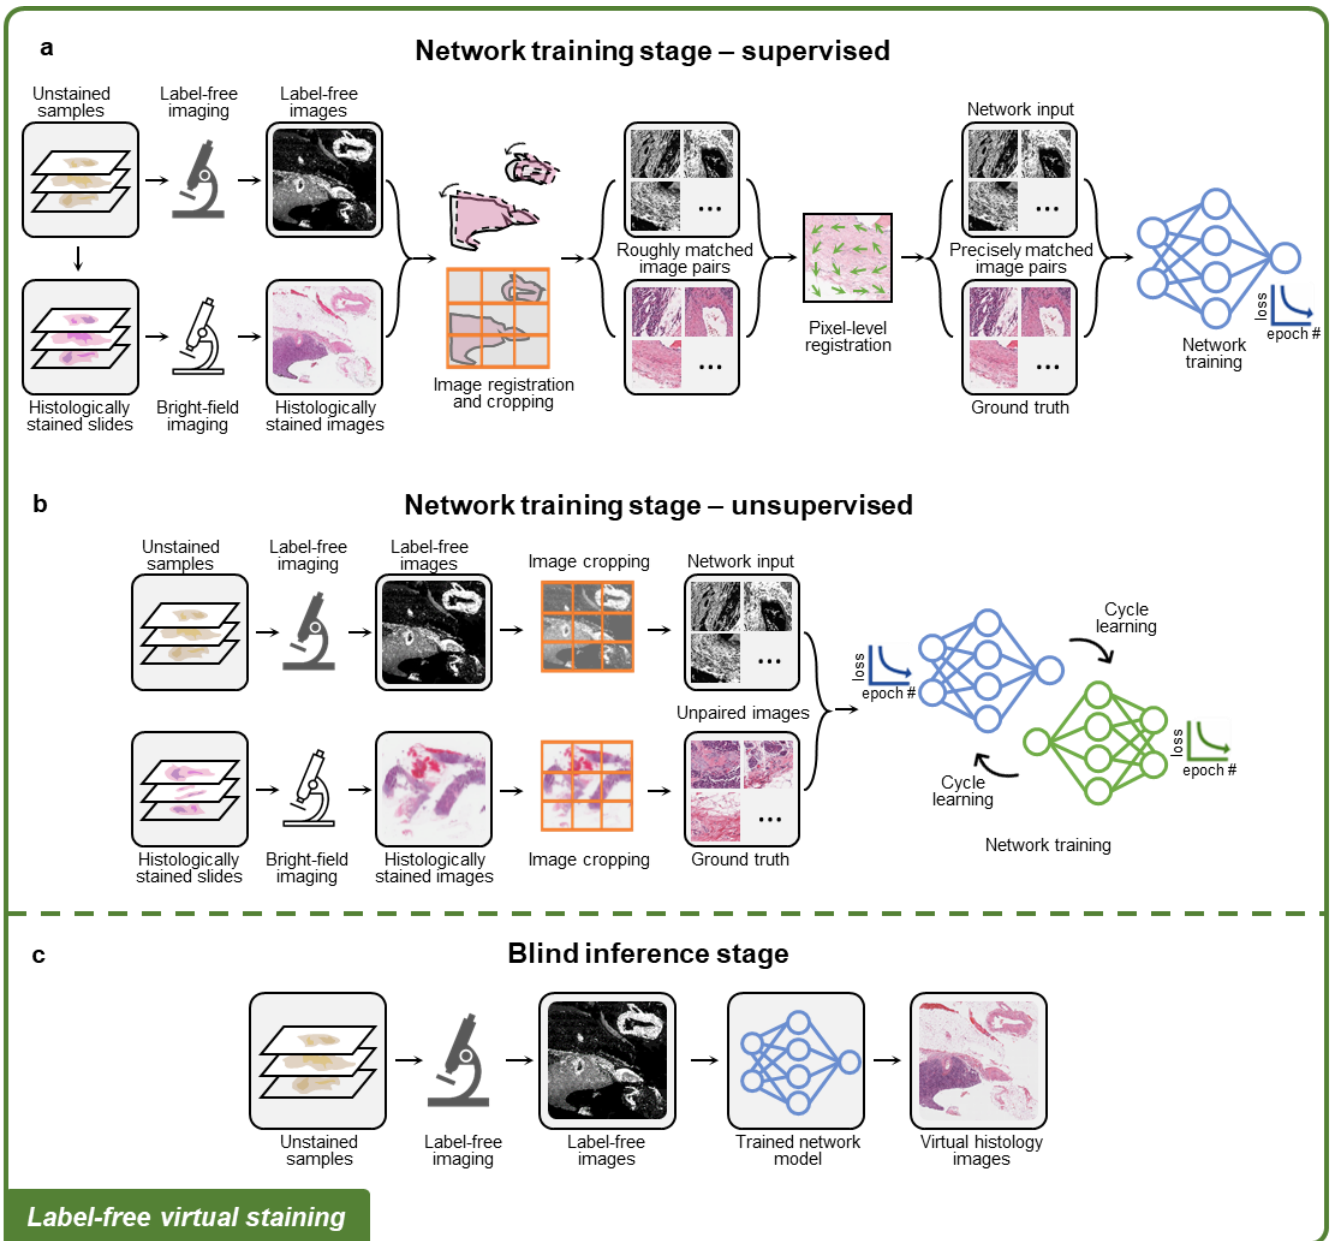 a
Network training stage – supervised
Unstained
samples
Label-free
imaging
Label-free
images
Network input
Roughly matched
image pairs
Precisely matched
image pairs
Pixel-level
registration
loss
epoch #
Network
training
Image registration
and cropping
Histologically
stained slides
Bright-field
imaging
Histologically
stained images
Ground truth
b
Network training stage – unsupervised
Unstained
samples
Label-free
imaging
Label-free
images
Image cropping
Network input
Unpaired images
loss
epoch #
Cycle
learning
loss
epoch #
Cycle
learning
Network training
Histologically
stained slides
Bright-field
imaging
Histologically
stained images
Image cropping
Ground truth
c
Blind inference stage
Unstained
samples
Label-free
imaging
Label-free
images
Trained network
model
Virtual histology
images
Label-free virtual staining